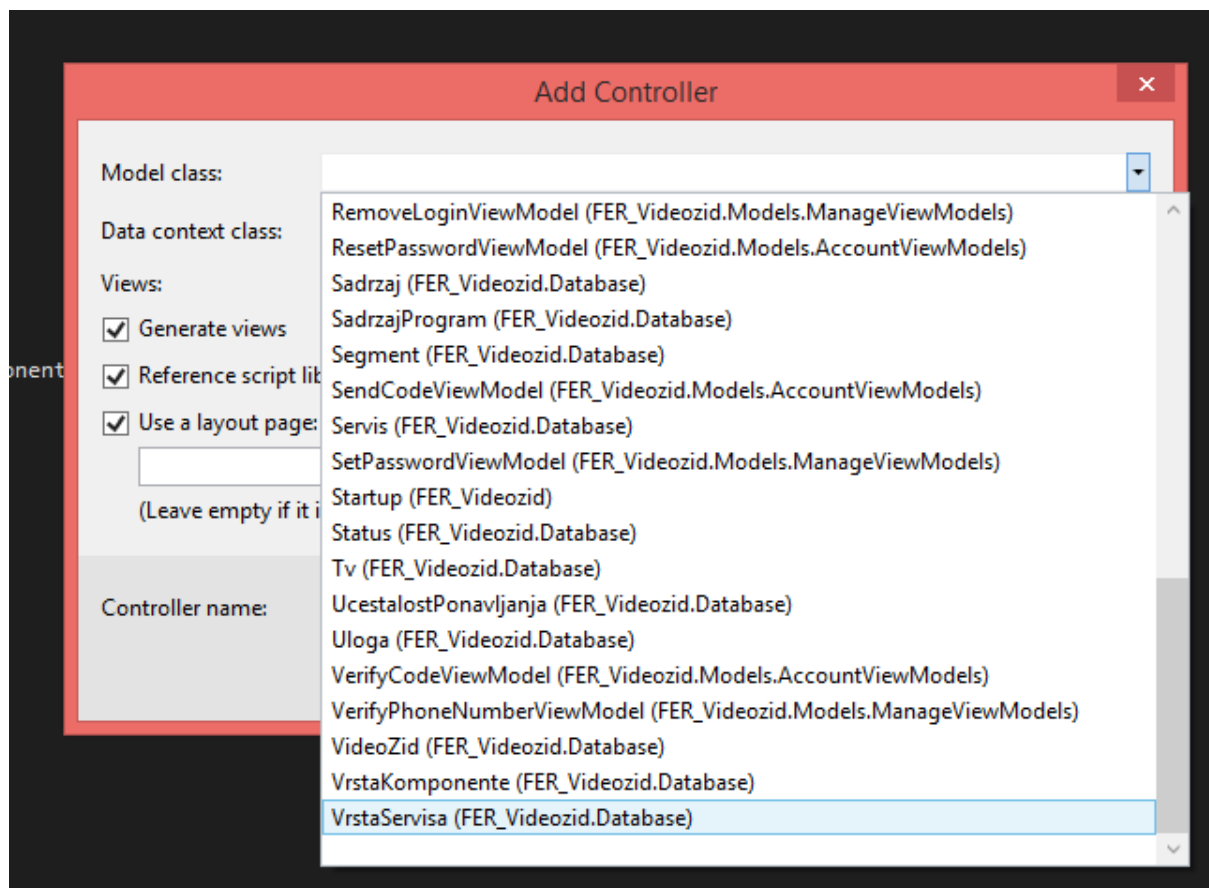 Add Controller
Model class:
RemoveLoginViewModel (FER_Videozid.Models.ManageViewModels)
Data context class:
ResetPasswordViewModel (FER_Videozid.Models.AccountViewModels)
Views:
Sadrzaj (FER_Videozid.Database)
Generate views
SadrzajProgram (FER_Videozid.Database)
Segment (FER_Videozid.Database)
onent
Reference script lib
SendCodeViewModel (FER_Videozid.Models.AccountViewModels)
Use a layout page:
Servis (FER_Videozid.Database)
SetPasswordViewModel (FER_Videozid.Models.ManageViewModels)
Startup (FER_Videozid)
(Leave empty if it i
Status (FER_Videozid.Database)
Tv (FER_Videozid.Database)
Controller name:
UcestalostPonavljanja (FER_Videozid.Database)
Uloga (FER_Videozid.Database)
VerifyCodeViewModel (FER_Videozid.Models.AccountViewModels)
VerifyPhoneNumberViewModel (FER_Videozid.Models.ManageViewModels)
VideoZid (FER_Videozid.Database)
VrstaKomponente (FER_Videozid.Database)
VrstaServisa (FER_Videozid.Database)